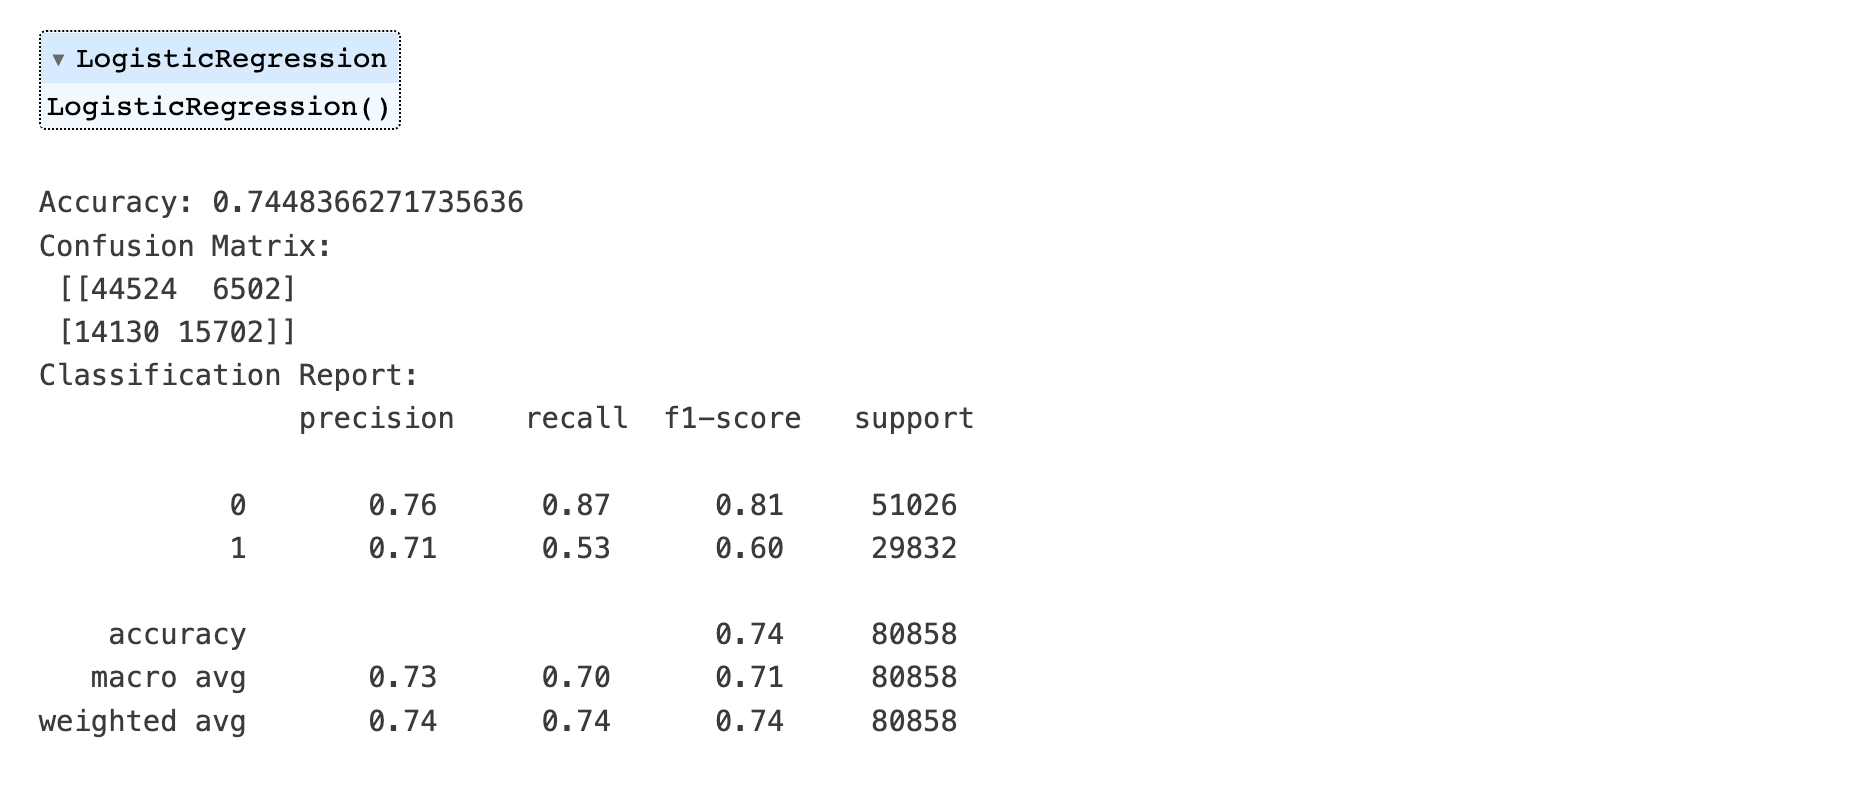 ▼ LogisticRegression
LogisticRegression()
Accuracy: 0.7448366271735636
Confusion Matrix:
[[44524  6502]
[14130 15702]]
Classification Report:
precision    recall  f1-score   support
0       0.76      0.87      0.81     51026
1       0.71      0.53      0.60     29832
accuracy                           0.74     80858
macro avg       0.73      0.70      0.71     80858
weighted avg       0.74      0.74      0.74     80858